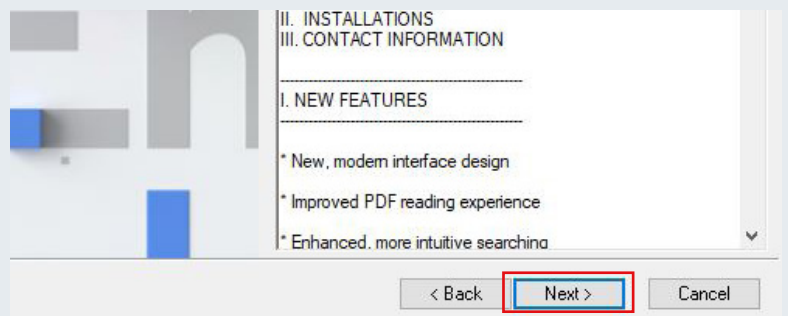 II. INSTALLATIONS
III. CONTACT INFORMATION
I. NEW FEATURES
* New, modern interface design
* Improved PDF reading experience
* Enhanced, more intuitive searching
< Back Next > Cancel